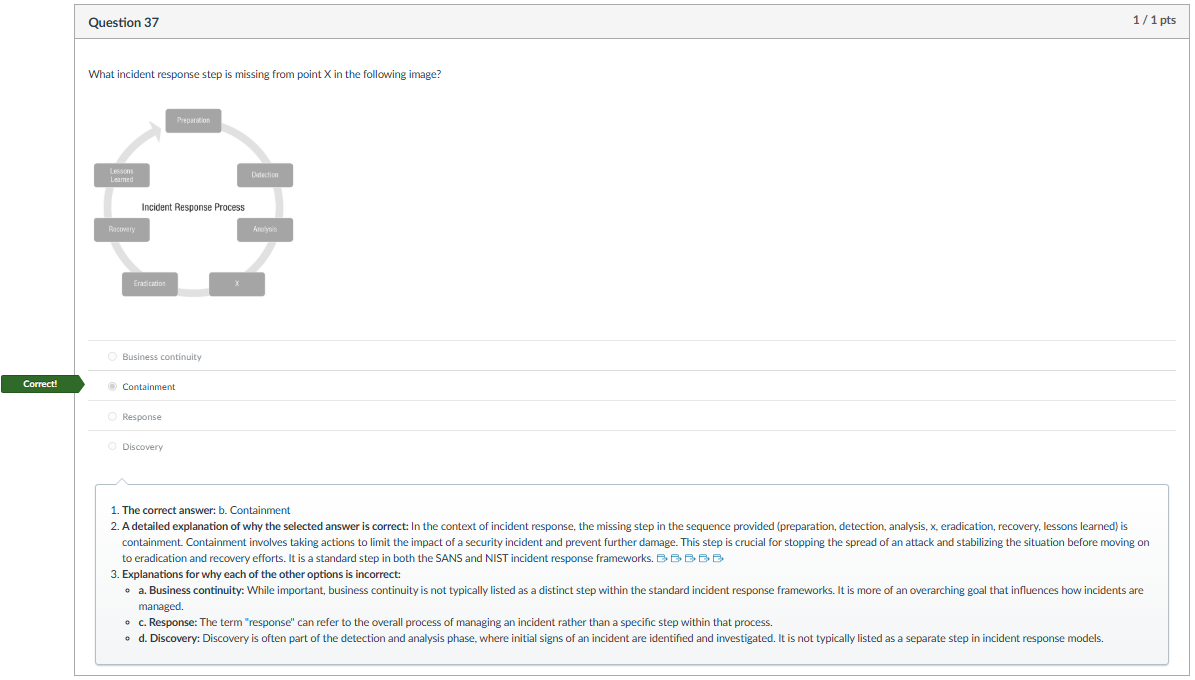 Question 37
1 / 1 pts
What incident response step is missing from point X in the following image?
Preparation
Lessons
Learned
Detection
Incident Response Process
Recovery
Analysis
Eradication
X
Business continuity
Correct!
Containment
Response
Discovery
1. The correct answer: b. Containment
2. A detailed explanation of why the selected answer is correct: In the context of incident response, the missing step in the sequence provided (preparation, detection, analysis, x, eradication, recovery, lessons learned) is
containment. Containment involves taking actions to limit the impact of a security incident and prevent further damage. This step is crucial for stopping the spread of an attack and stabilizing the situation before moving on
to eradication and recovery efforts. It is a standard step in both the SANS and NIST incident response frameworks.
3. Explanations for why each of the other options is incorrect:
a. Business continuity: While important, business continuity is not typically listed as a distinct step within the standard incident response frameworks. It is more of an overarching goal that influences how incidents are
managed.
c. Response: The term "response" can refer to the overall process of managing an incident rather than a specific step within that process.
d. Discovery: Discovery is often part of the detection and analysis phase, where initial signs of an incident are identified and investigated. It is not typically listed as a separate step in incident response models.